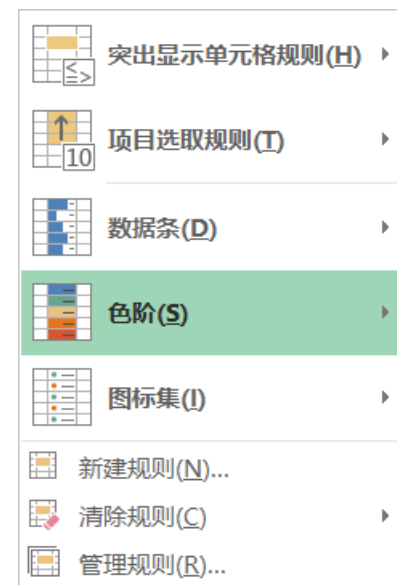 突出显示单元格规则(H)
项目选取规则(T)
10
数据条(D)
色阶(S)
图标集(I)
新建规则(N)...
清除规则(C)
管理规则(R)...